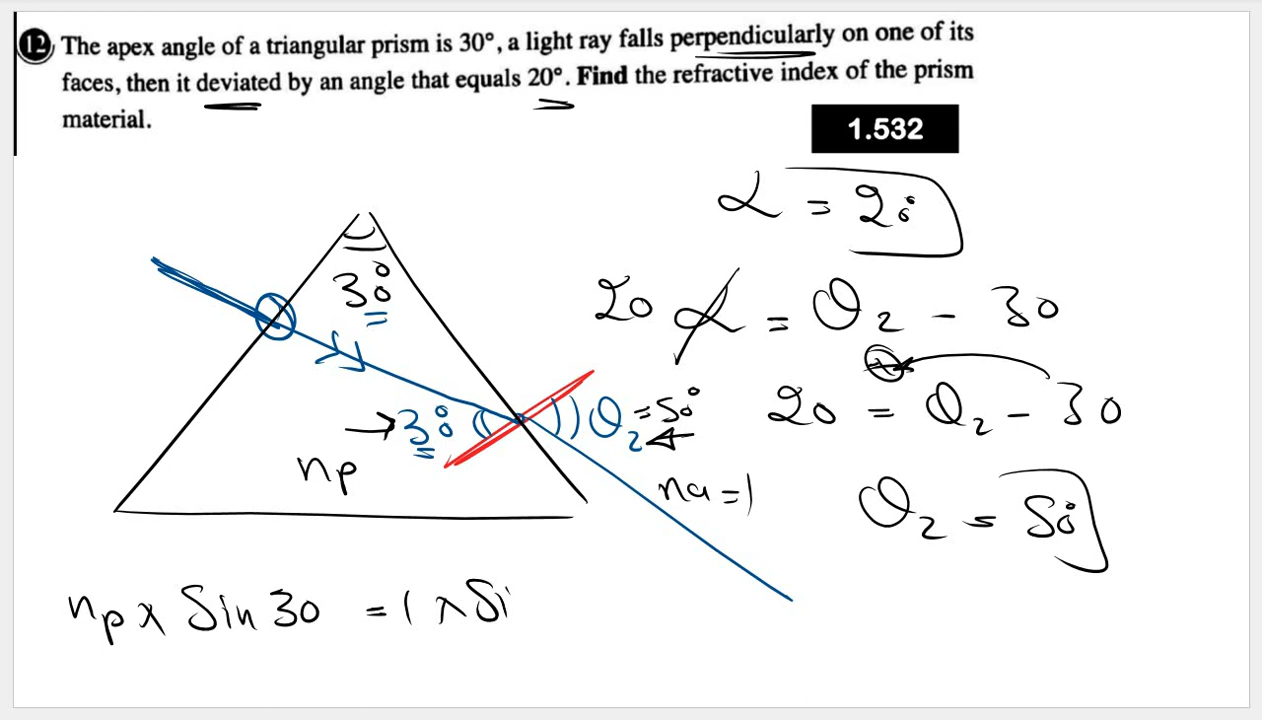 12 The apex angle of a triangular prism is 30°, a light ray falls perpendicularly on one of its
faces, then it deviated by an angle that equals 20°. Find the refractive index of the prism
material.
1.532
α = 20°
30°
20 α = θ₂ - 30
→ 30° θ₂ = 50°
20 = θ₂ - 30
np
na = 1
θ₂ = 50°
np x Sin 30 = 1 x Si